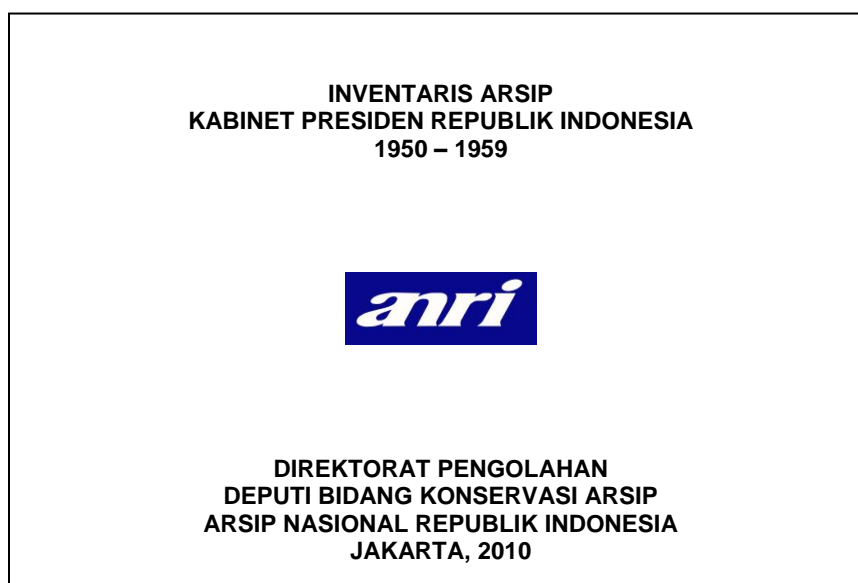 INVENTARIS ARSIP
KABINET PRESIDEN REPUBLIK INDONESIA
1950 – 1959
anri
DIREKTORAT PENGOLAHAN
DEPUTI BIDANG KONSERVASI ARSIP
ARSIP NASIONAL REPUBLIK INDONESIA
JAKARTA, 2010